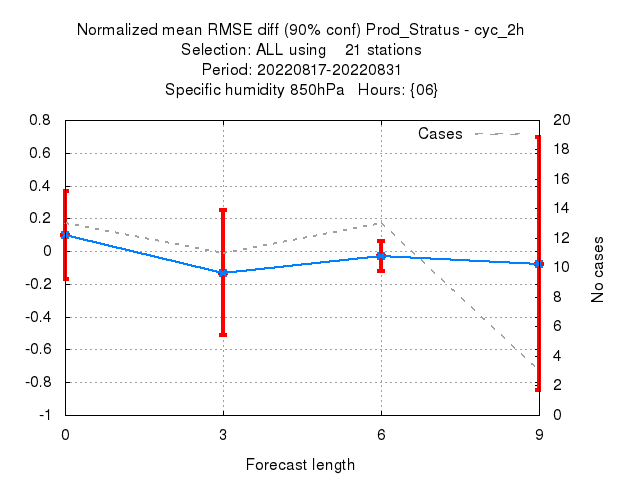 Normalized mean RMSE diff (90% conf) Prod_Stratus - cyc_2h
Selection: ALL using 21 stations
Period: 20220817-20220831
Specific humidity 850hPa Hours: {06}
Cases
0.8
0.6
0.4
0.2
0
-0.2
-0.4
-0.6
-0.8
-1
20
18
16
14
12
10
8
6
4
2
0
No cases
0 3 6 9
Forecast length